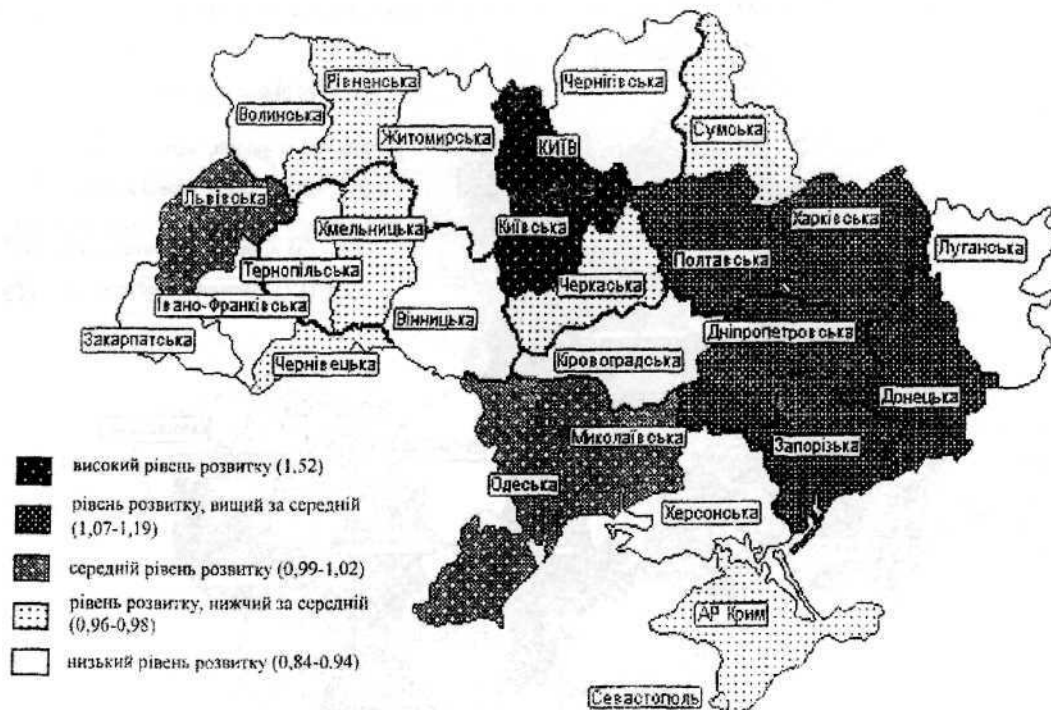 Рівненська
Волинська
Чернігівська
Сумська
Житомирська
КИЇВ
Львівська
Хмельницька
Київська
Полтавська
Харківська
Луганська
Тернопільська
Черкаська
Івано-Франківська
Вінницька
Закарпатська
Чернівецька
Дніпропетровська
Кіровоградська
Донецька
Миколаївська
Запорізька
Одеська
Херсонська
АР Крим
Севастополь
високий рівень розвитку (1,52)
рівень розвитку, вищий за середній
(1,07-1,19)
середній рівень розвитку (0,99-1,02)
рівень розвитку, нижчий за середній
(0,96-0,98)
низький рівень розвитку (0,84-0.94)